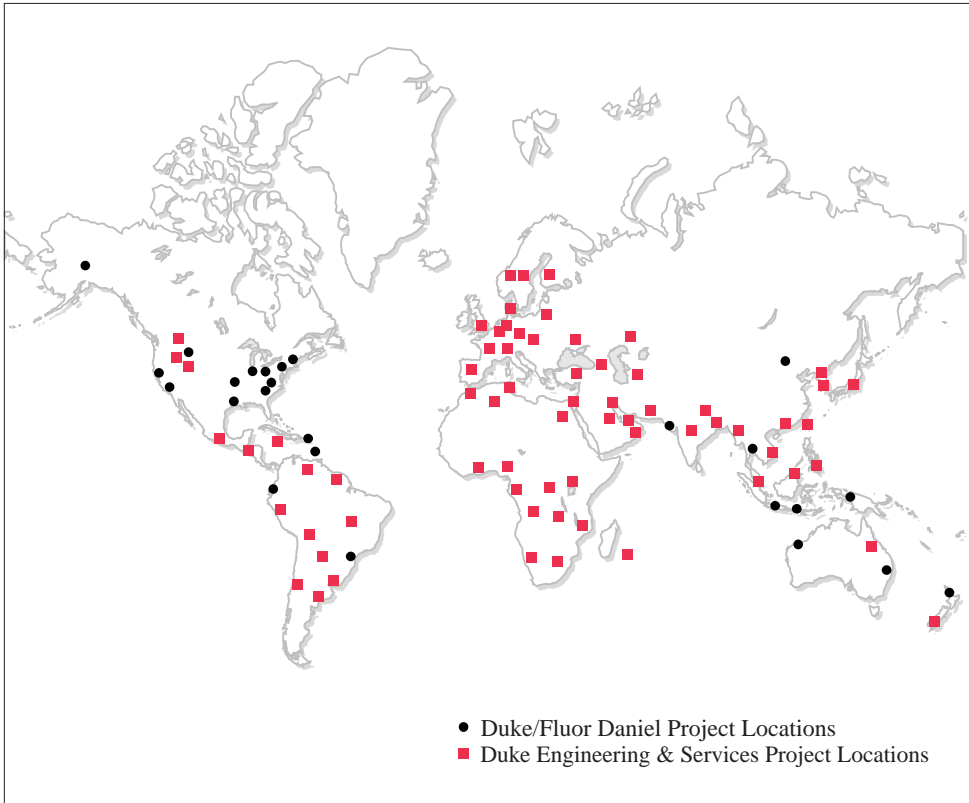 Duke/Fluor Daniel Project Locations
Duke Engineering & Services Project Locations